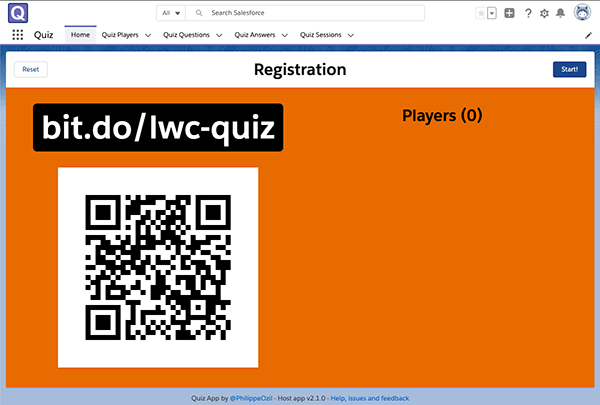 Q
All
Search Salesforce
Quiz
Home
Quiz Players
Quiz Questions
Quiz Answers
Quiz Sessions
Reset
Registration
Start!
bit.do/lwc-quiz
Players (0)
Quiz App by @PhilippeOzil - Host app v2.1.0 - Help, issues and feedback